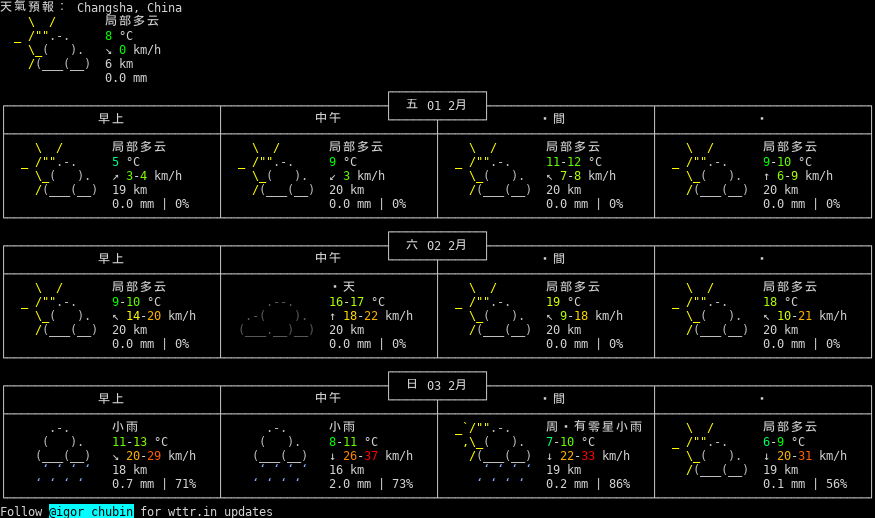 天氣預報： Changsha, China
局部多云
8 °C
↘ 0 km/h
6 km
0.0 mm
五 01 2月
早上 中午 ・間 ・
局部多云 局部多云 局部多云 局部多云
5 °C 9 °C 11-12 °C 9-10 °C
↗ 3-4 km/h ↙ 3 km/h ↖ 7-8 km/h ↑ 6-9 km/h
19 km 20 km 20 km 20 km
0.0 mm | 0% 0.0 mm | 0% 0.0 mm | 0% 0.0 mm | 0%
六 02 2月
早上 中午 ・間 ・
局部多云 ・天 局部多云 局部多云
9-10 °C 16-17 °C 19 °C 18 °C
↖ 14-20 km/h ↑ 18-22 km/h ↖ 9-18 km/h ↖ 10-21 km/h
20 km 20 km 20 km 20 km
0.0 mm | 0% 0.0 mm | 0% 0.0 mm | 0% 0.0 mm | 0%
日 03 2月
早上 中午 ・間 ・
小雨 小雨 周・有零星小雨 局部多云
11-13 °C 8-11 °C 7-10 °C 6-9 °C
↘ 20-29 km/h ↓ 26-37 km/h ↓ 22-33 km/h ↓ 20-31 km/h
18 km 16 km 19 km 19 km
0.7 mm | 71% 2.0 mm | 73% 0.2 mm | 86% 0.1 mm | 56%
Follow @igor_chubin for wttr.in updates